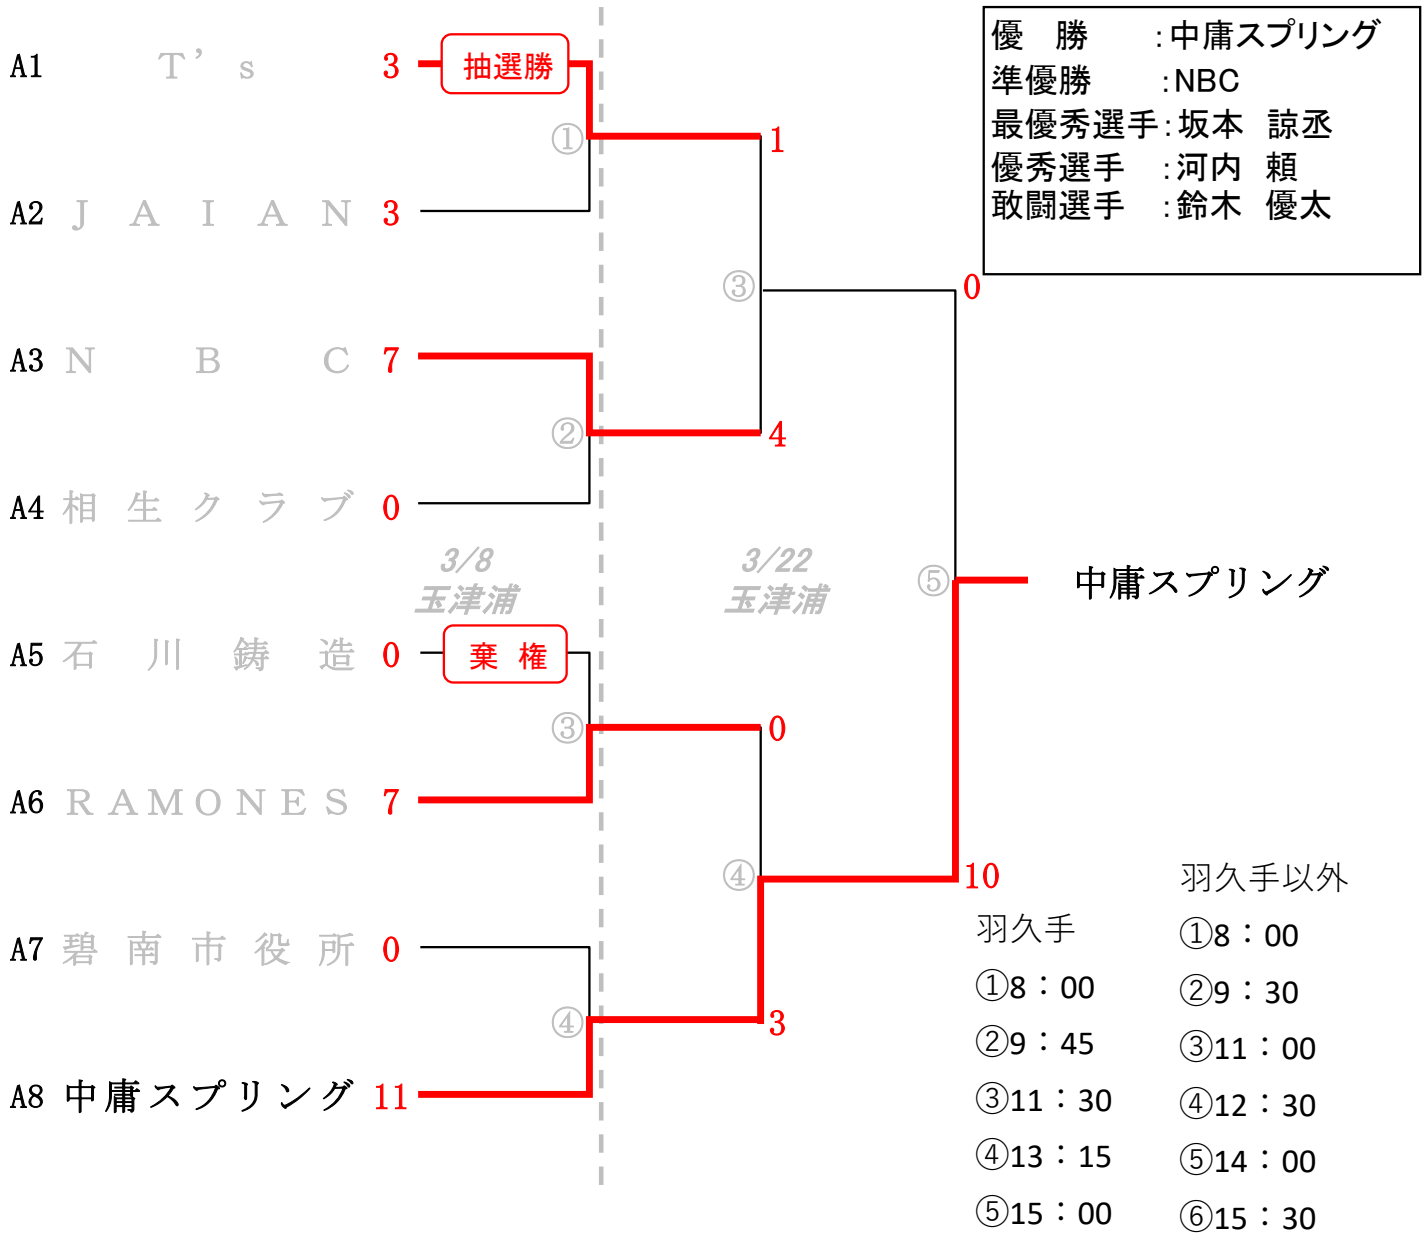 優　勝　　：中庸スプリング
準優勝　　：NBC
最優秀選手：坂本　諒丞
優秀選手　：河内　頼
敢闘選手　：鈴木　優太
A1 T’s 3 抽選勝
① 1
A2 JAIAN 3
③ 0
A3 NBC 7
② 4
A4 相生クラブ 0
3/8
玉津浦
3/22
玉津浦
⑤ 中庸スプリング
A5 石川鋳造 0 棄権
③ 0
A6 RAMONES 7
④ 10
A7 碧南市役所 0
④ 3
A8 中庸スプリング 11
羽久手
①8：00
②9：45
③11：30
④13：15
⑤15：00
羽久手以外
①8：00
②9：30
③11：00
④12：30
⑤14：00
⑥15：30